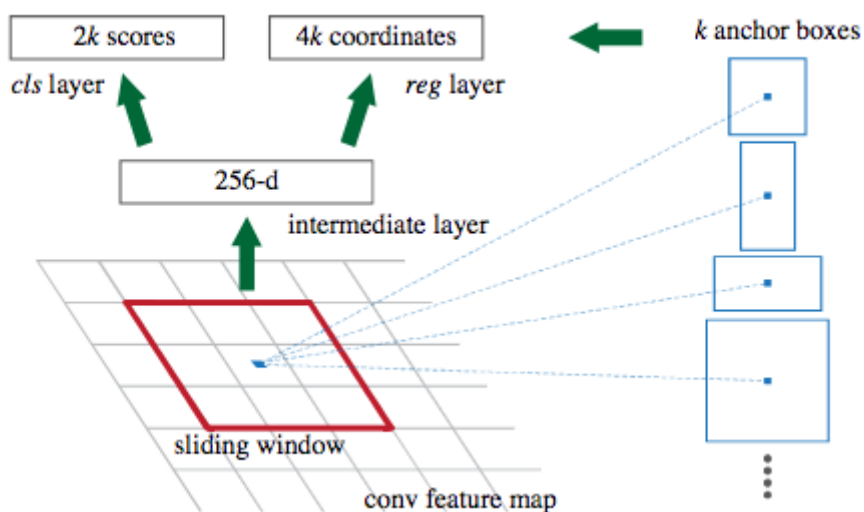 2k scores
4k coordinates
k anchor boxes
cls layer
reg layer
256-d
intermediate layer
sliding window
conv feature map